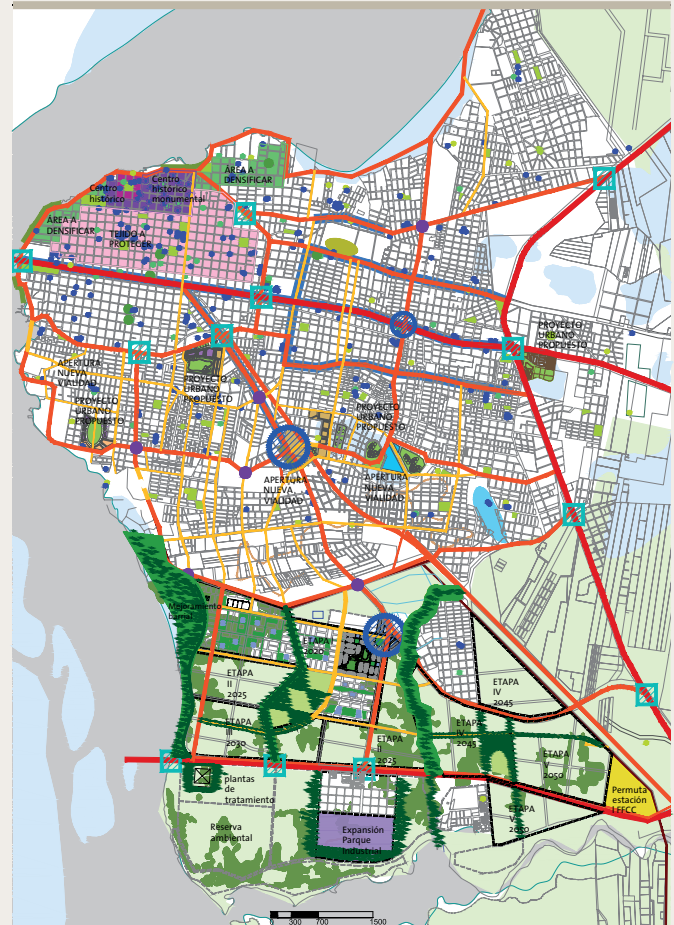 ÁREA A
DENSIFICAR
Centro
histórico
Centro
histórico
monumental
ÁREA A
DENSIFICAR
TEJIDO A
PROTEGER
PROYECTO
URBANO
PROPUESTO
APERTURA
NUEVA
VIALIDAD
PROYECTO
URBANO
PROPUESTO
PROYECTO
URBANO
PROPUESTO
PROYECTO
URBANO
PROPUESTO
APERTURA
NUEVA
VIALIDAD
APERTURA
NUEVA
VIALIDAD
Mejoramiento
barrial
ETAPA I
2020
ETAPA
II
2025
ETAPA
IV
2045
ETAPA
III
2030
ETAPA
IV
2045
ETAPA
II
2025
ETAPA
V
2050
plantas
de
tratamiento
Permuta
estación
FFCC
ETAPA
V
2050
Reserva
ambiental
Expansión
Parque
Industrial
0 300 700 1500